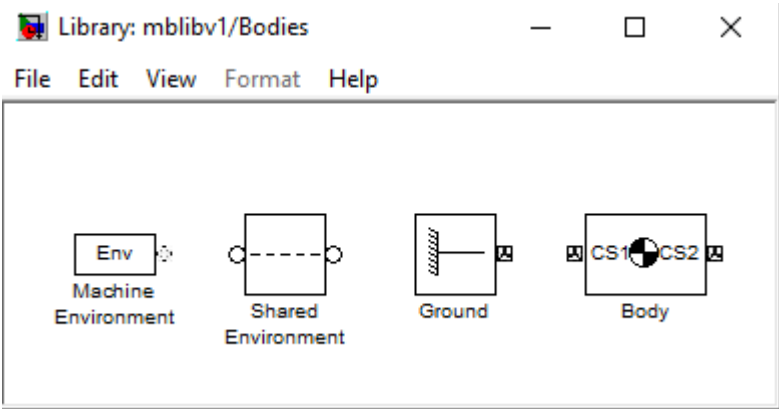 Library: mblibv1/Bodies
File Edit View Format Help
Env
CS1 CS2
Machine
Environment
Shared
Environment
Ground
Body